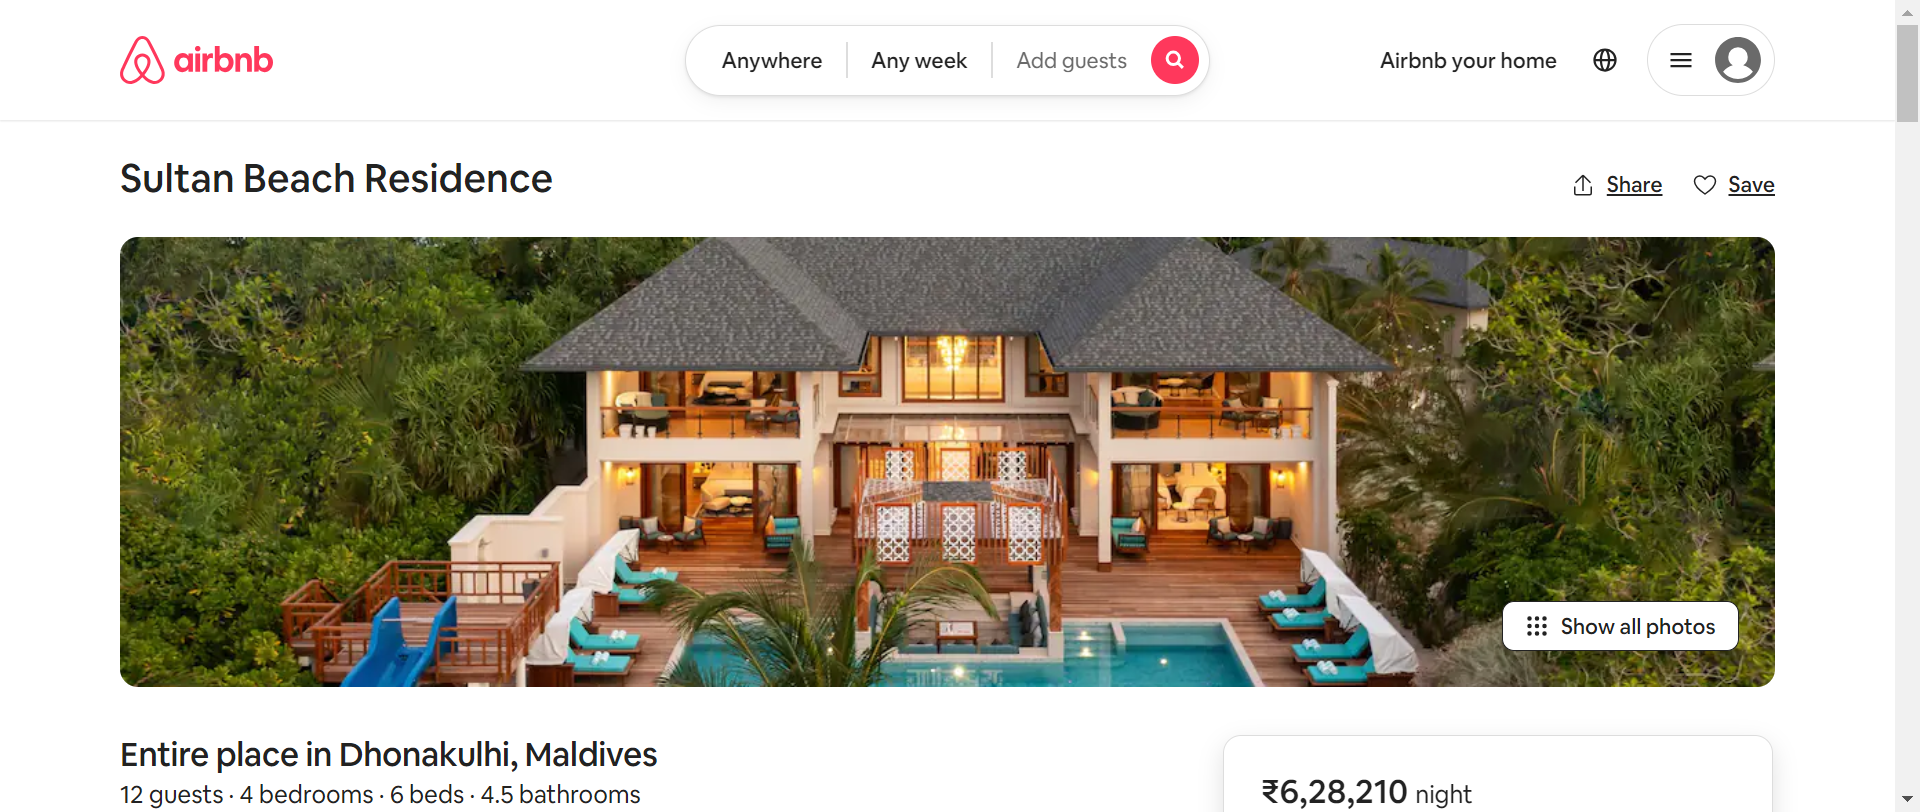 airbnb
Anywhere
Any week
Add guests
Airbnb your home
Sultan Beach Residence
Share
Save
Show all photos
Entire place in Dhonakulhi, Maldives
12 guests · 4 bedrooms · 6 beds · 4.5 bathrooms
₹6,28,210 night